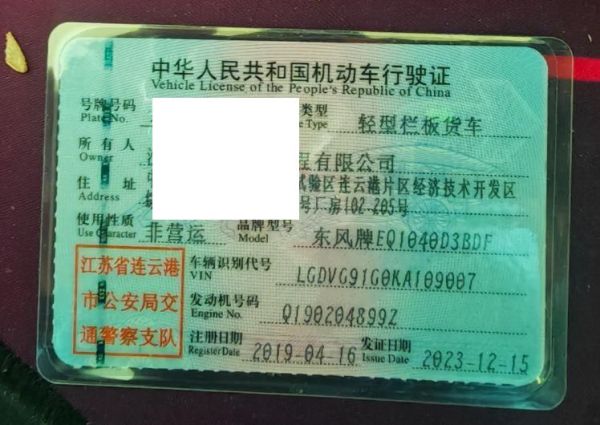 中华人民共和国机动车行驶证
Vehicle License of the People's Republic of China
号牌号码 类型 轻型栏板货车
Plate No. Type
所有人 程有限公司
Owner
住址 试验区连云港片区经济技术开发区
Address 号厂房102-205号
使用性质 非营运 品牌型号 东风牌EQ1040D3BDF
Use Character Model
江苏省连云港
市公安局交
通警察支队
车辆识别代号 LGDVG91G0KA109007
VIN
发动机号码 Q190204899Z
Engine No.
注册日期 2019-04-16 发证日期 2023-12-15
Register Date Issue Date